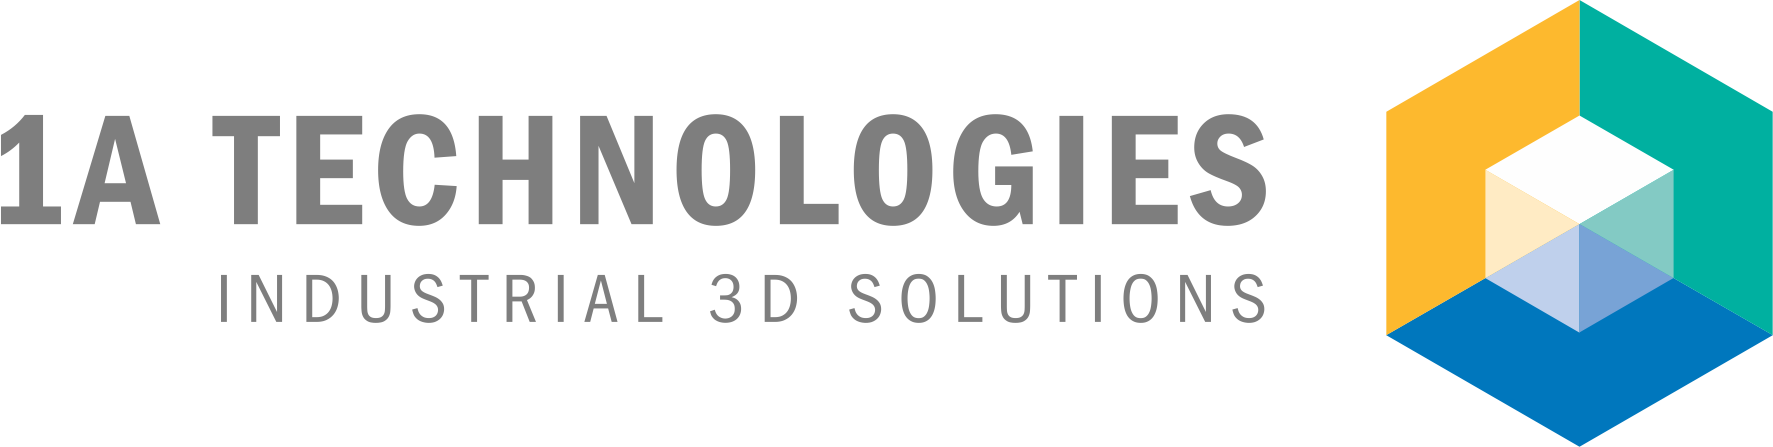 1A TECHNOLOGIES
INDUSTRIAL 3D SOLUTIONS